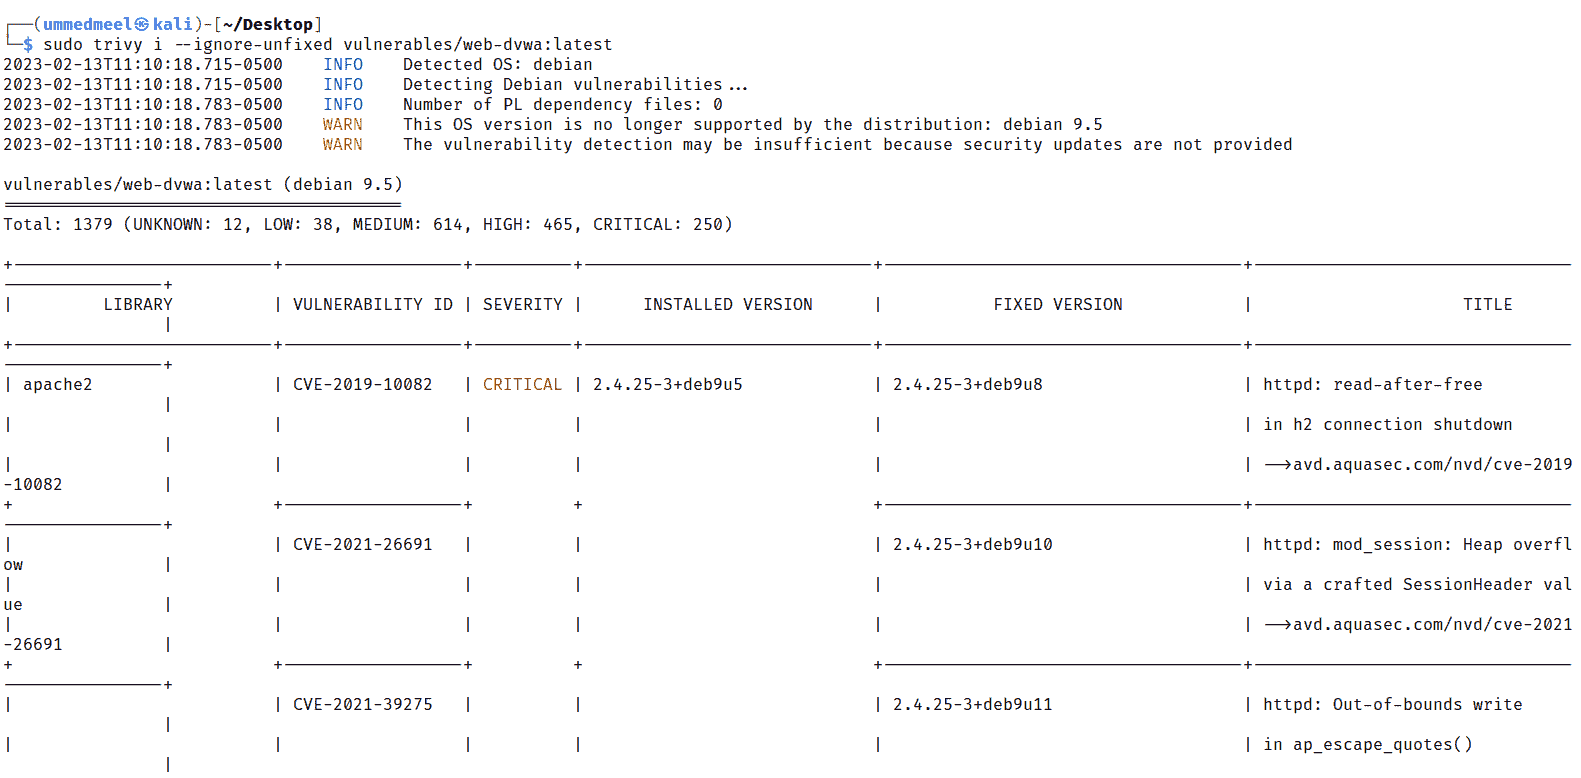 ┌──(ummedmeel㉿kali)-[~/Desktop]
└─$ sudo trivy i --ignore-unfixed vulnerables/web-dvwa:latest
2023-02-13T11:10:18.715-0500    INFO    Detected OS: debian
2023-02-13T11:10:18.715-0500    INFO    Detecting Debian vulnerabilities...
2023-02-13T11:10:18.783-0500    INFO    Number of PL dependency files: 0
2023-02-13T11:10:18.783-0500    WARN    This OS version is no longer supported by the distribution: debian 9.5
2023-02-13T11:10:18.783-0500    WARN    The vulnerability detection may be insufficient because security updates are not provided
vulnerables/web-dvwa:latest (debian 9.5)
Total: 1379 (UNKNOWN: 12, LOW: 38, MEDIUM: 614, HIGH: 465, CRITICAL: 250)
| LIBRARY | VULNERABILITY ID | SEVERITY | INSTALLED VERSION | FIXED VERSION | TITLE
| apache2 | CVE-2019-10082 | CRITICAL | 2.4.25-3+deb9u5 | 2.4.25-3+deb9u8 | httpd: read-after-free
| in h2 connection shutdown
| -->avd.aquasec.com/nvd/cve-2019
-10082 |
| CVE-2021-26691 | | | 2.4.25-3+deb9u10 | httpd: mod_session: Heap overfl
ow |
| via a crafted SessionHeader val
ue |
| -->avd.aquasec.com/nvd/cve-2021
-26691 |
| CVE-2021-39275 | | | 2.4.25-3+deb9u11 | httpd: Out-of-bounds write
| in ap_escape_quotes()